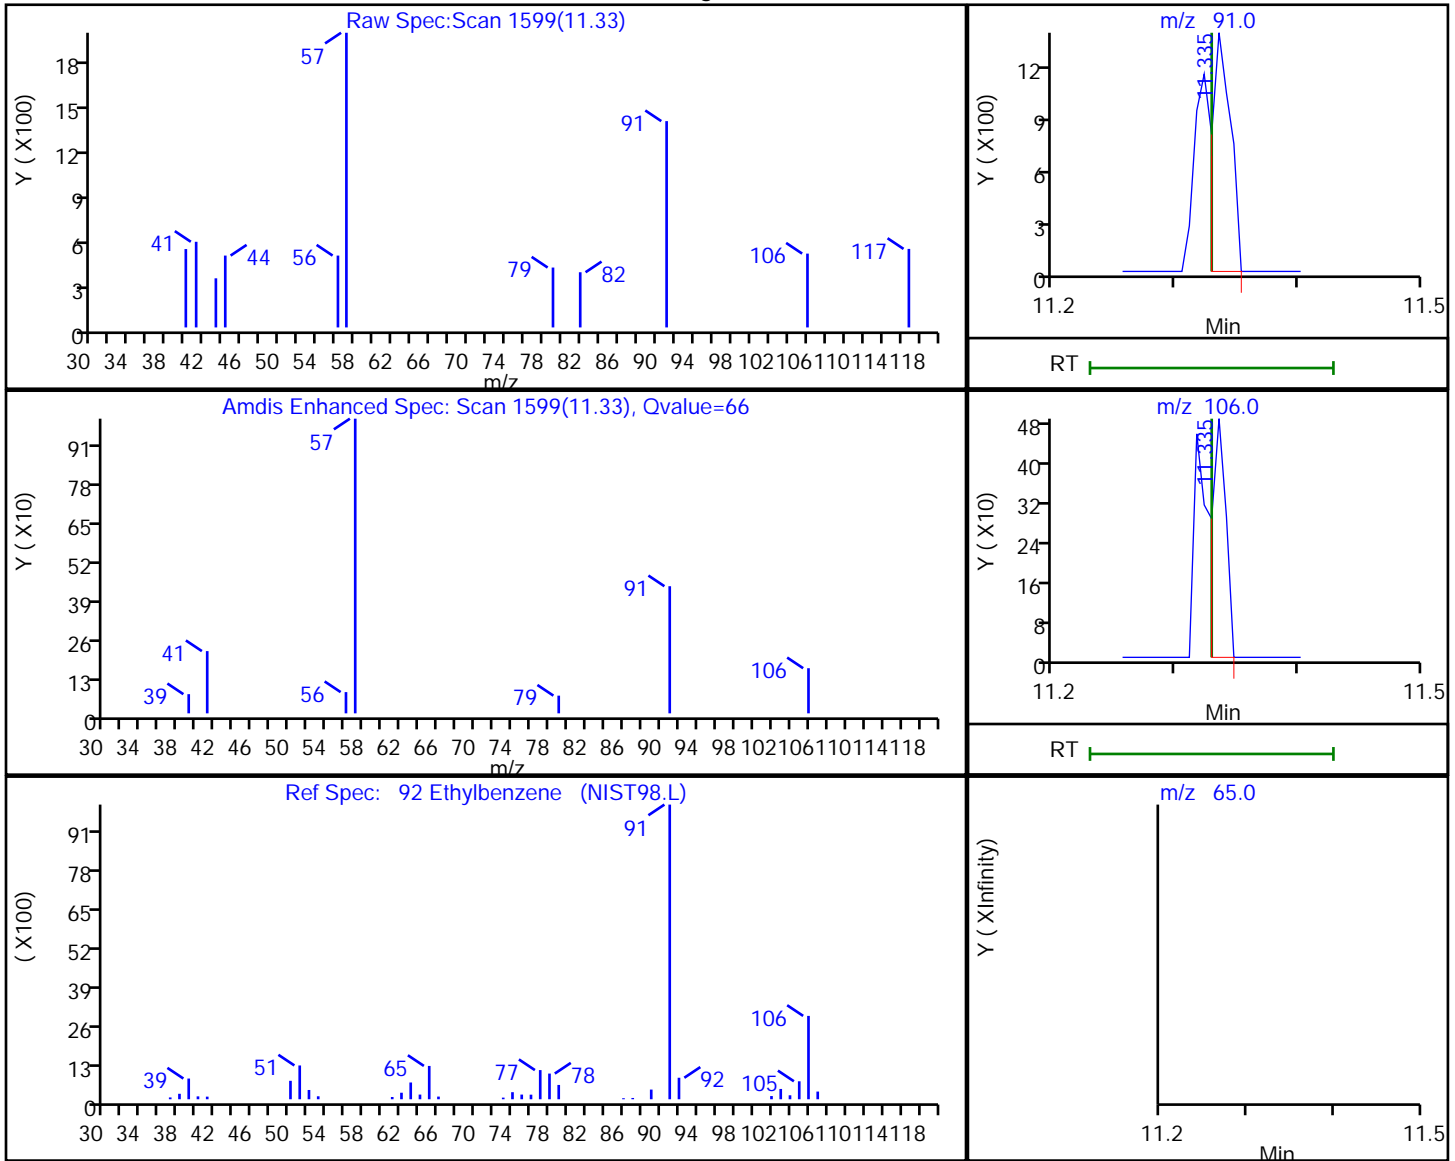 Raw Spec:Scan 1599(11.33)
Y ( X100)
18
15
12
9
6
3
0
57
91
41
44
56
79
82
106
117
30 34 38 42 46 50 54 58 62 66 70 74 78 82 86 90 94 98 102 106 110 114 118
m/z
m/z 91.0
Y ( X100)
12
9
6
3
0
11.335
11.2 11.5
Min
RT
Amdis Enhanced Spec: Scan 1599(11.33), Qvalue=66
Y ( X10)
91
78
65
52
39
26
13
0
57
91
41
39
56
79
106
30 34 38 42 46 50 54 58 62 66 70 74 78 82 86 90 94 98 102 106 110 114 118
m/z
m/z 106.0
Y ( X10)
48
40
32
24
16
8
0
11.335
11.2 11.5
Min
RT
Ref Spec: 92 Ethylbenzene (NIST98.L)
( X100)
91
78
65
52
39
26
13
0
91
106
39
51
65
77
78
92
105
30 34 38 42 46 50 54 58 62 66 70 74 78 82 86 90 94 98 102 106 110 114 118
m/z 65.0
Y ( XInfinity)
11.2 11.5
Min